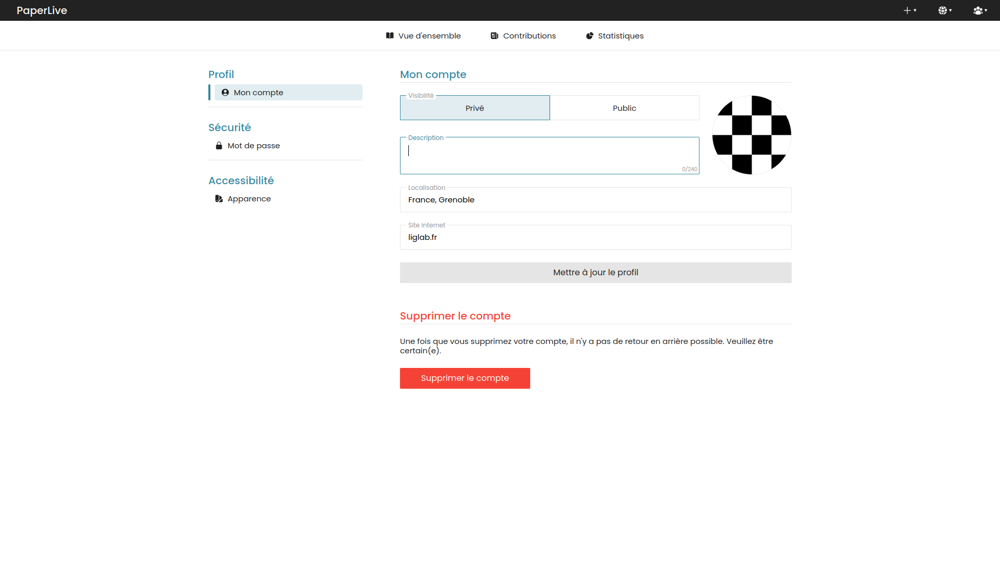 PaperLive
Vue d'ensemble
Contributions
Statistiques
Profil
Mon compte
Sécurité
Mot de passe
Accessibilité
Apparence
Mon compte
Visibilité
Privé
Public
Description
0/240
Localisation
France, Grenoble
Site internet
liglab.fr
Mettre à jour le profil
Supprimer le compte
Une fois que vous supprimez votre compte, il n'y a pas de retour en arrière possible. Veuillez être
certain(e).
Supprimer le compte